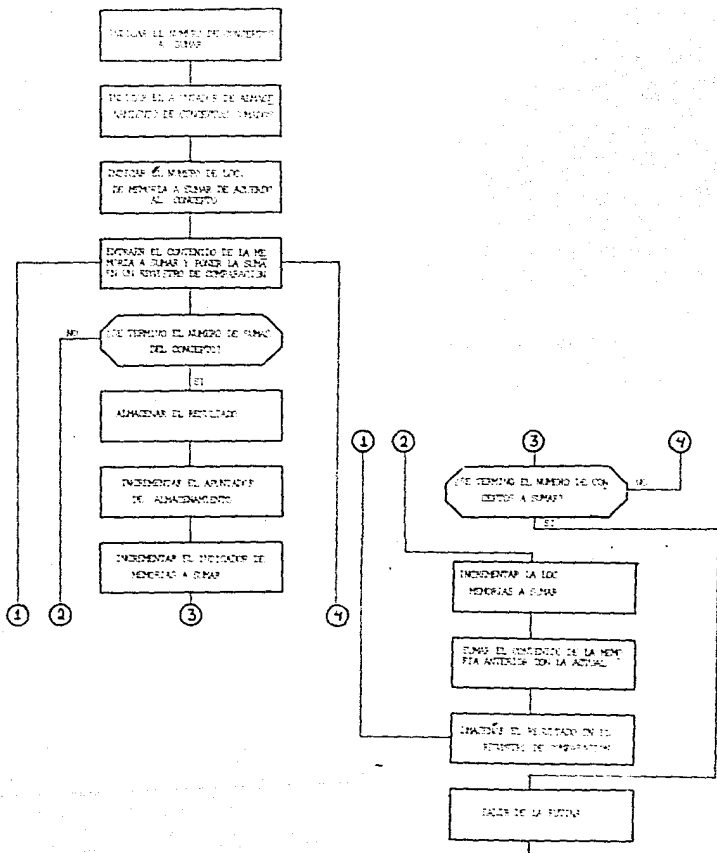 INDICAR EL NUMERO DE CONCEPTOS
A SUMAR
INDICAR EL APUNTADOR DE ALMACE
NAMIENTO DE CONCEPTOS SUMADOS
INDICAR EL NUMERO DE LOC.
DE MEMORIA A SUMAR DE ACUERDO
AL CONCEPTO
EXTRAER EL CONTENIDO DE LA ME
MORIA A SUMAR Y PONER LA SUMA
EN UN REGISTRO DE COMPARACION
NO
¿SE TERMINO EL NUMERO DE SUMAS
DEL CONCEPTO?
SI
ALMACENAR EL RESULTADO
INCREMENTAR EL APUNTADOR
DE ALMACENAMIENTO
INCREMENTAR EL INDICADOR DE
MEMORIAS A SUMAR
1
2
3
4
1
2
3
4
¿SE TERMINO EL NUMERO DE CON
CEPTOS A SUMAR?
NO
SI
INCREMENTAR LA LOC
MEMORIAS A SUMAR
SUMAR EL CONTENIDO DE LA MEMO
RIA ANTERIOR CON LA ACTUAL
EL RESULTADO EN EL
REGISTRO DE COMPARACION
SALIR DE LA RUTINA